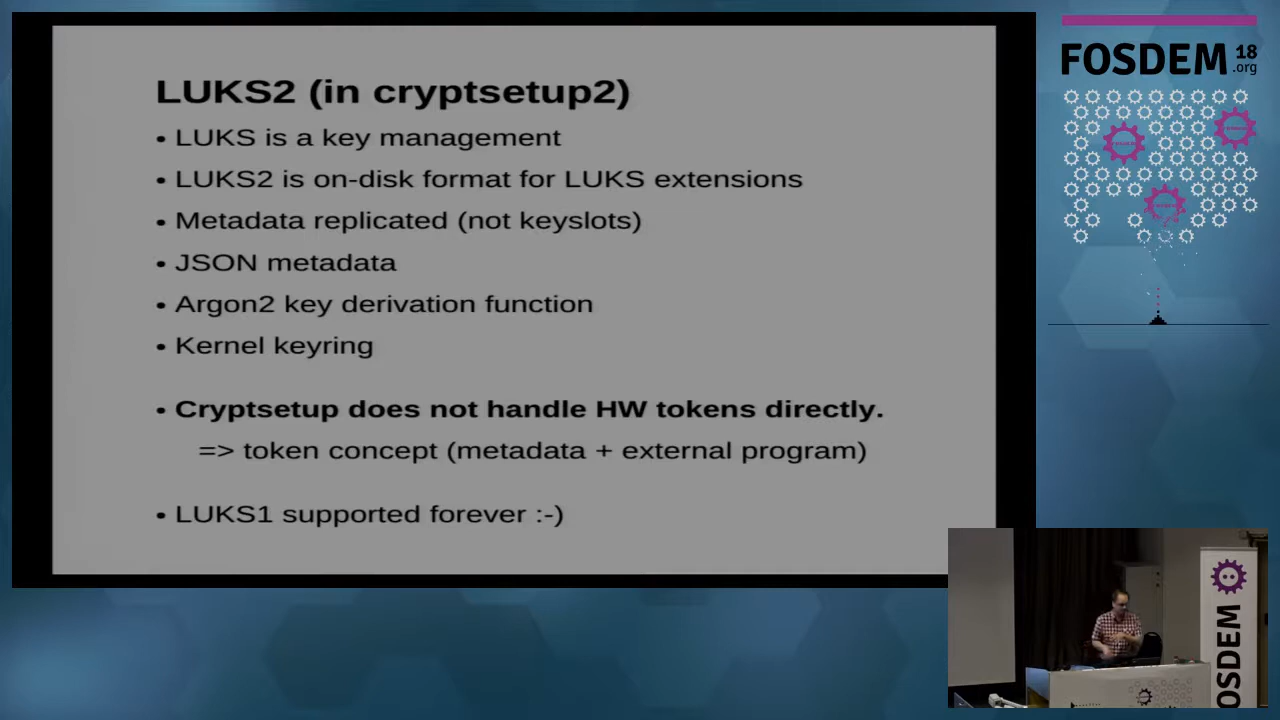 LUKS2 (in cryptsetup2)
• LUKS is a key management
• LUKS2 is on-disk format for LUKS extensions
• Metadata replicated (not keyslots)
• JSON metadata
• Argon2 key derivation function
• Kernel keyring
• Cryptsetup does not handle HW tokens directly.
=> token concept (metadata + external program)
• LUKS1 supported forever :-)
FOSDEM 18
.org
FOSDEM